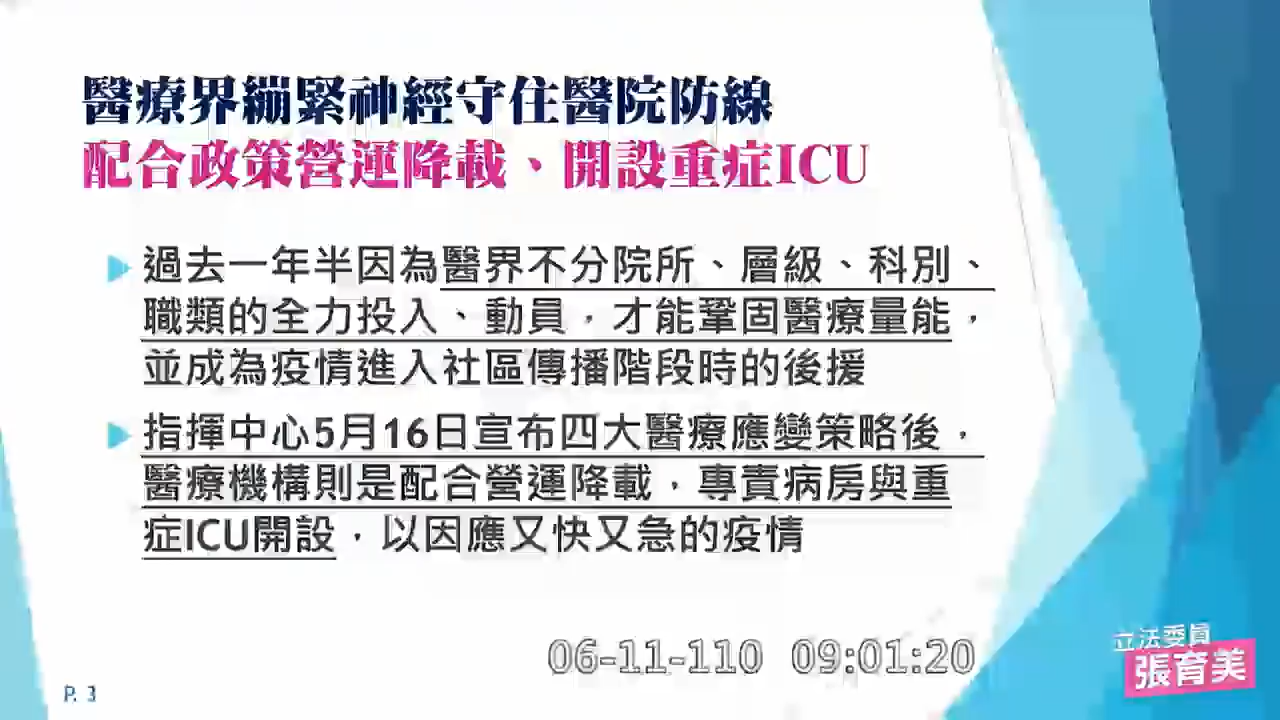 醫療界繃緊神經守住醫院防線
配合政策營運降載、開設重症ICU
過去一年半因為醫界不分院所、層級、科別、
職類的全力投入、動員，才能鞏固醫療量能，
並成為疫情進入社區傳播階段時的後援
指揮中心5月16日宣布四大醫療應變策略後，
醫療機構則是配合營運降載，專責病房與重
症ICU開設，以因應又快又急的疫情
06-11-110 09:01:20
立法委員
張育美
P. 3